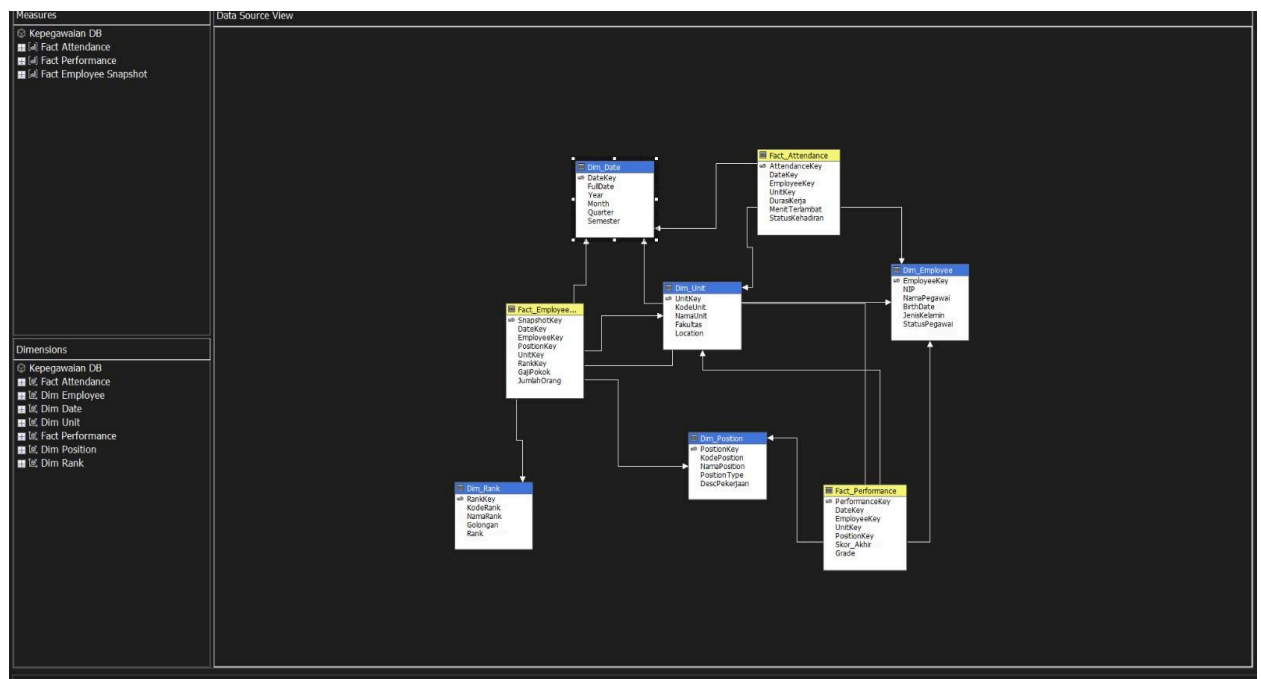 Measures
Kepegawaian DB
Fact Attendance
Fact Performance
Fact Employee Snapshot
Dimensions
Kepegawaian DB
Fact Attendance
Dim Employee
Dim Date
Dim Unit
Fact Performance
Dim Position
Dim Rank
Data Source View
Dim_Date
DateKey
FullDate
Year
Month
Quarter
Semester
Fact_Attendance
AttendanceKey
DateKey
EmployeeKey
UnitKey
DurasiKerja
MenitTerlambat
StatusKehadiran
Dim_Employee
EmployeeKey
NIP
NamaPegawai
BirthDate
JenisKelamin
StatusPegawai
Dim_Unit
UnitKey
KodeUnit
NamaUnit
Fakultas
Location
Fact_Employee...
SnapshotKey
DateKey
EmployeeKey
PositionKey
UnitKey
RankKey
GajiPokok
JumlahOrang
Dim_Position
PositionKey
KodePosition
NamaPosition
PositionType
DescPekerjaan
Dim_Rank
RankKey
KodeRank
NamaRank
Golongan
Rank
Fact_Performance
PerformanceKey
DateKey
EmployeeKey
UnitKey
PositionKey
Skor_Akhir
Grade